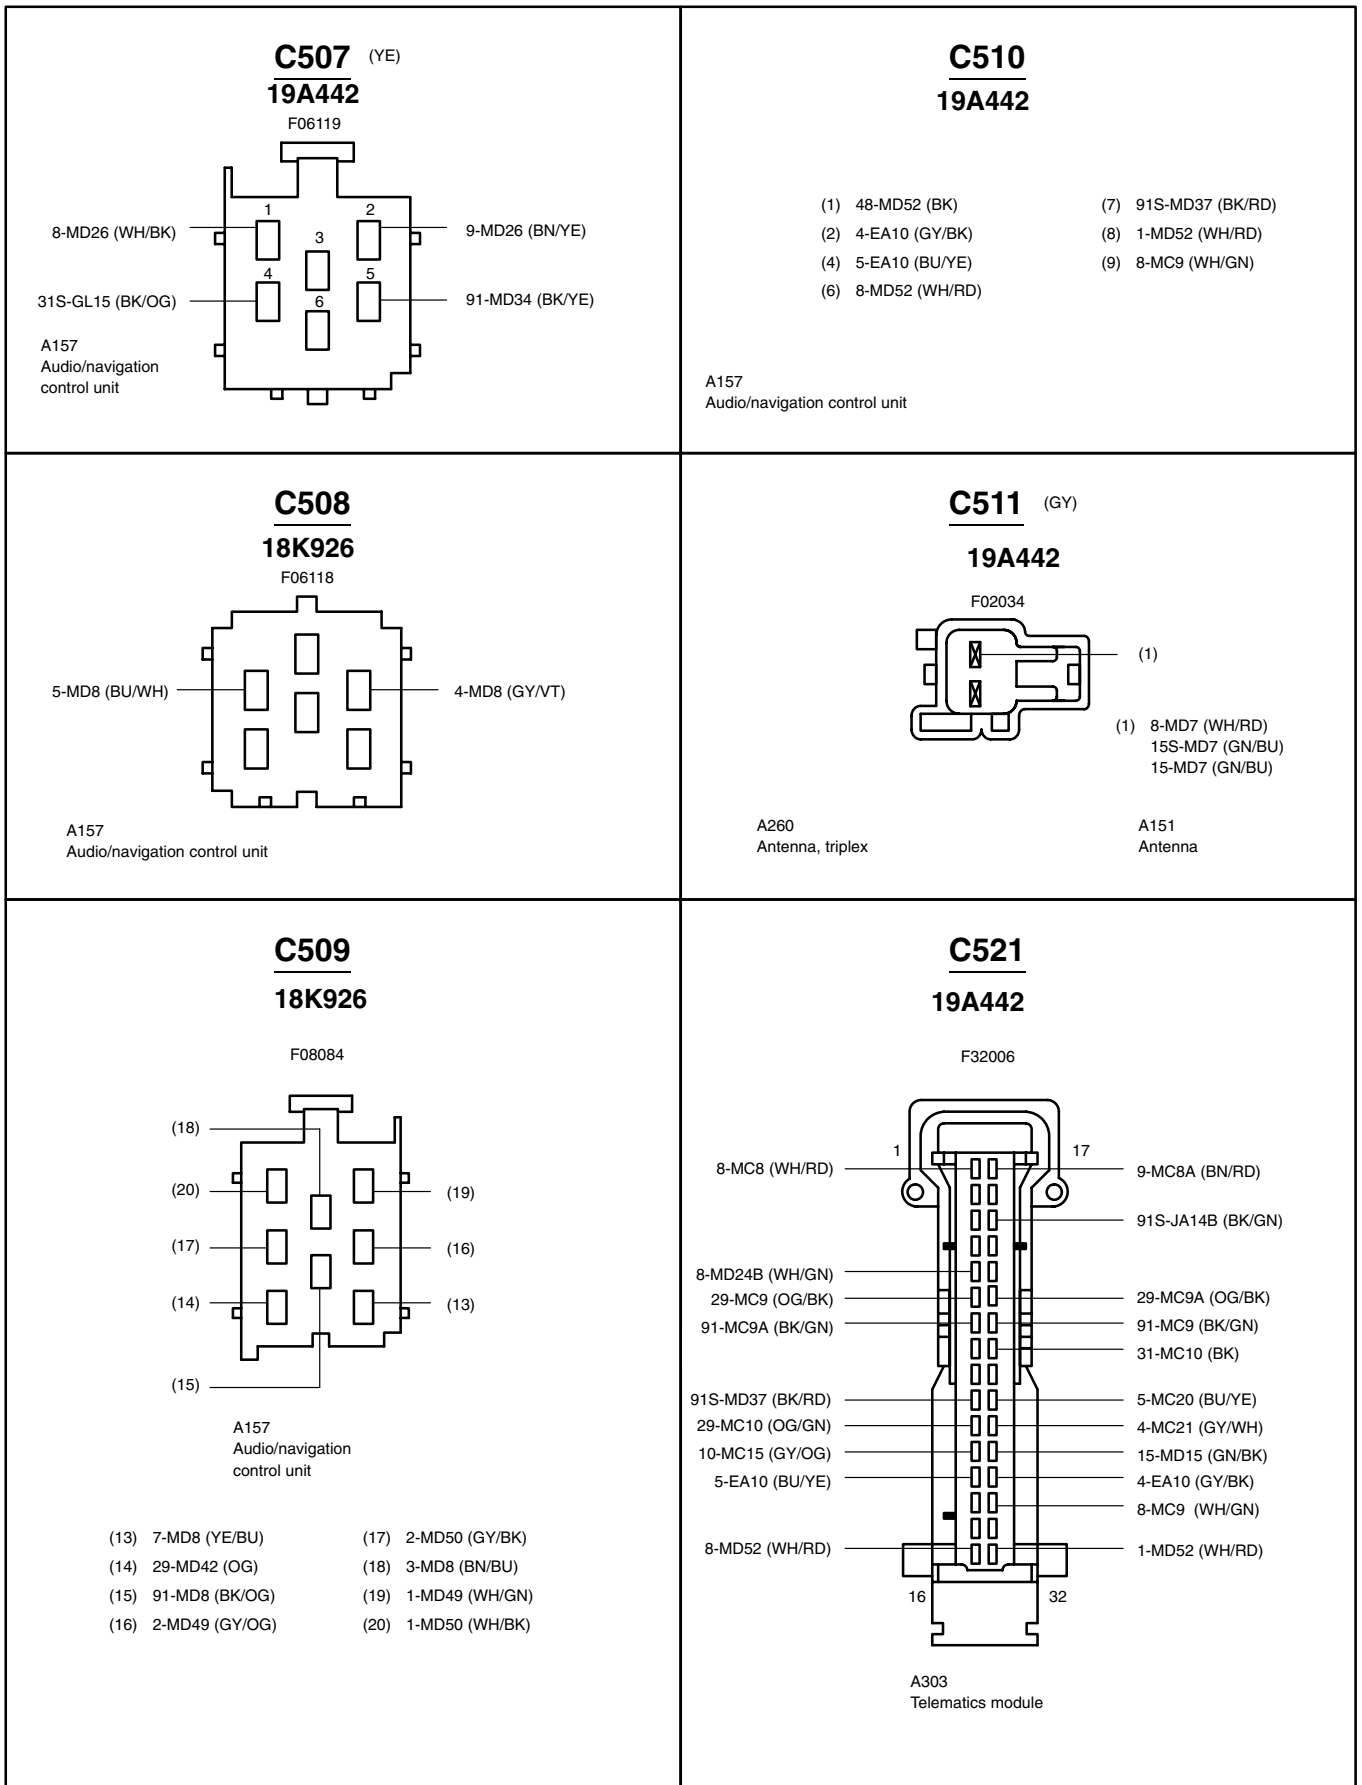 C507 (YE)
19A442
F06119
1
2
3
4
5
6
8-MD26 (WH/BK)
9-MD26 (BN/YE)
31S-GL15 (BK/OG)
91-MD34 (BK/YE)
A157
Audio/navigation
control unit
C510
19A442
(1) 48-MD52 (BK)
(2) 4-EA10 (GY/BK)
(4) 5-EA10 (BU/YE)
(6) 8-MD52 (WH/RD)
(7) 91S-MD37 (BK/RD)
(8) 1-MD52 (WH/RD)
(9) 8-MC9 (WH/GN)
A157
Audio/navigation control unit
C508
18K926
F06118
5-MD8 (BU/WH)
4-MD8 (GY/VT)
A157
Audio/navigation control unit
C511 (GY)
19A442
F02034
(1)
(1) 8-MD7 (WH/RD)
15S-MD7 (GN/BU)
15-MD7 (GN/BU)
A260
Antenna, triplex
A151
Antenna
C509
18K926
F08084
(18)
(20)
(19)
(17)
(16)
(14)
(13)
(15)
A157
Audio/navigation
control unit
(13) 7-MD8 (YE/BU)
(14) 29-MD42 (OG)
(15) 91-MD8 (BK/OG)
(16) 2-MD49 (GY/OG)
(17) 2-MD50 (GY/BK)
(18) 3-MD8 (BN/BU)
(19) 1-MD49 (WH/GN)
(20) 1-MD50 (WH/BK)
C521
19A442
F32006
1
17
8-MC8 (WH/RD)
9-MC8A (BN/RD)
91S-JA14B (BK/GN)
8-MD24B (WH/GN)
29-MC9 (OG/BK)
29-MC9A (OG/BK)
91-MC9A (BK/GN)
91-MC9 (BK/GN)
31-MC10 (BK)
91S-MD37 (BK/RD)
5-MC20 (BU/YE)
29-MC10 (OG/GN)
4-MC21 (GY/WH)
10-MC15 (GY/OG)
15-MD15 (GN/BK)
5-EA10 (BU/YE)
4-EA10 (GY/BK)
8-MC9 (WH/GN)
8-MD52 (WH/RD)
1-MD52 (WH/RD)
16
32
A303
Telematics module